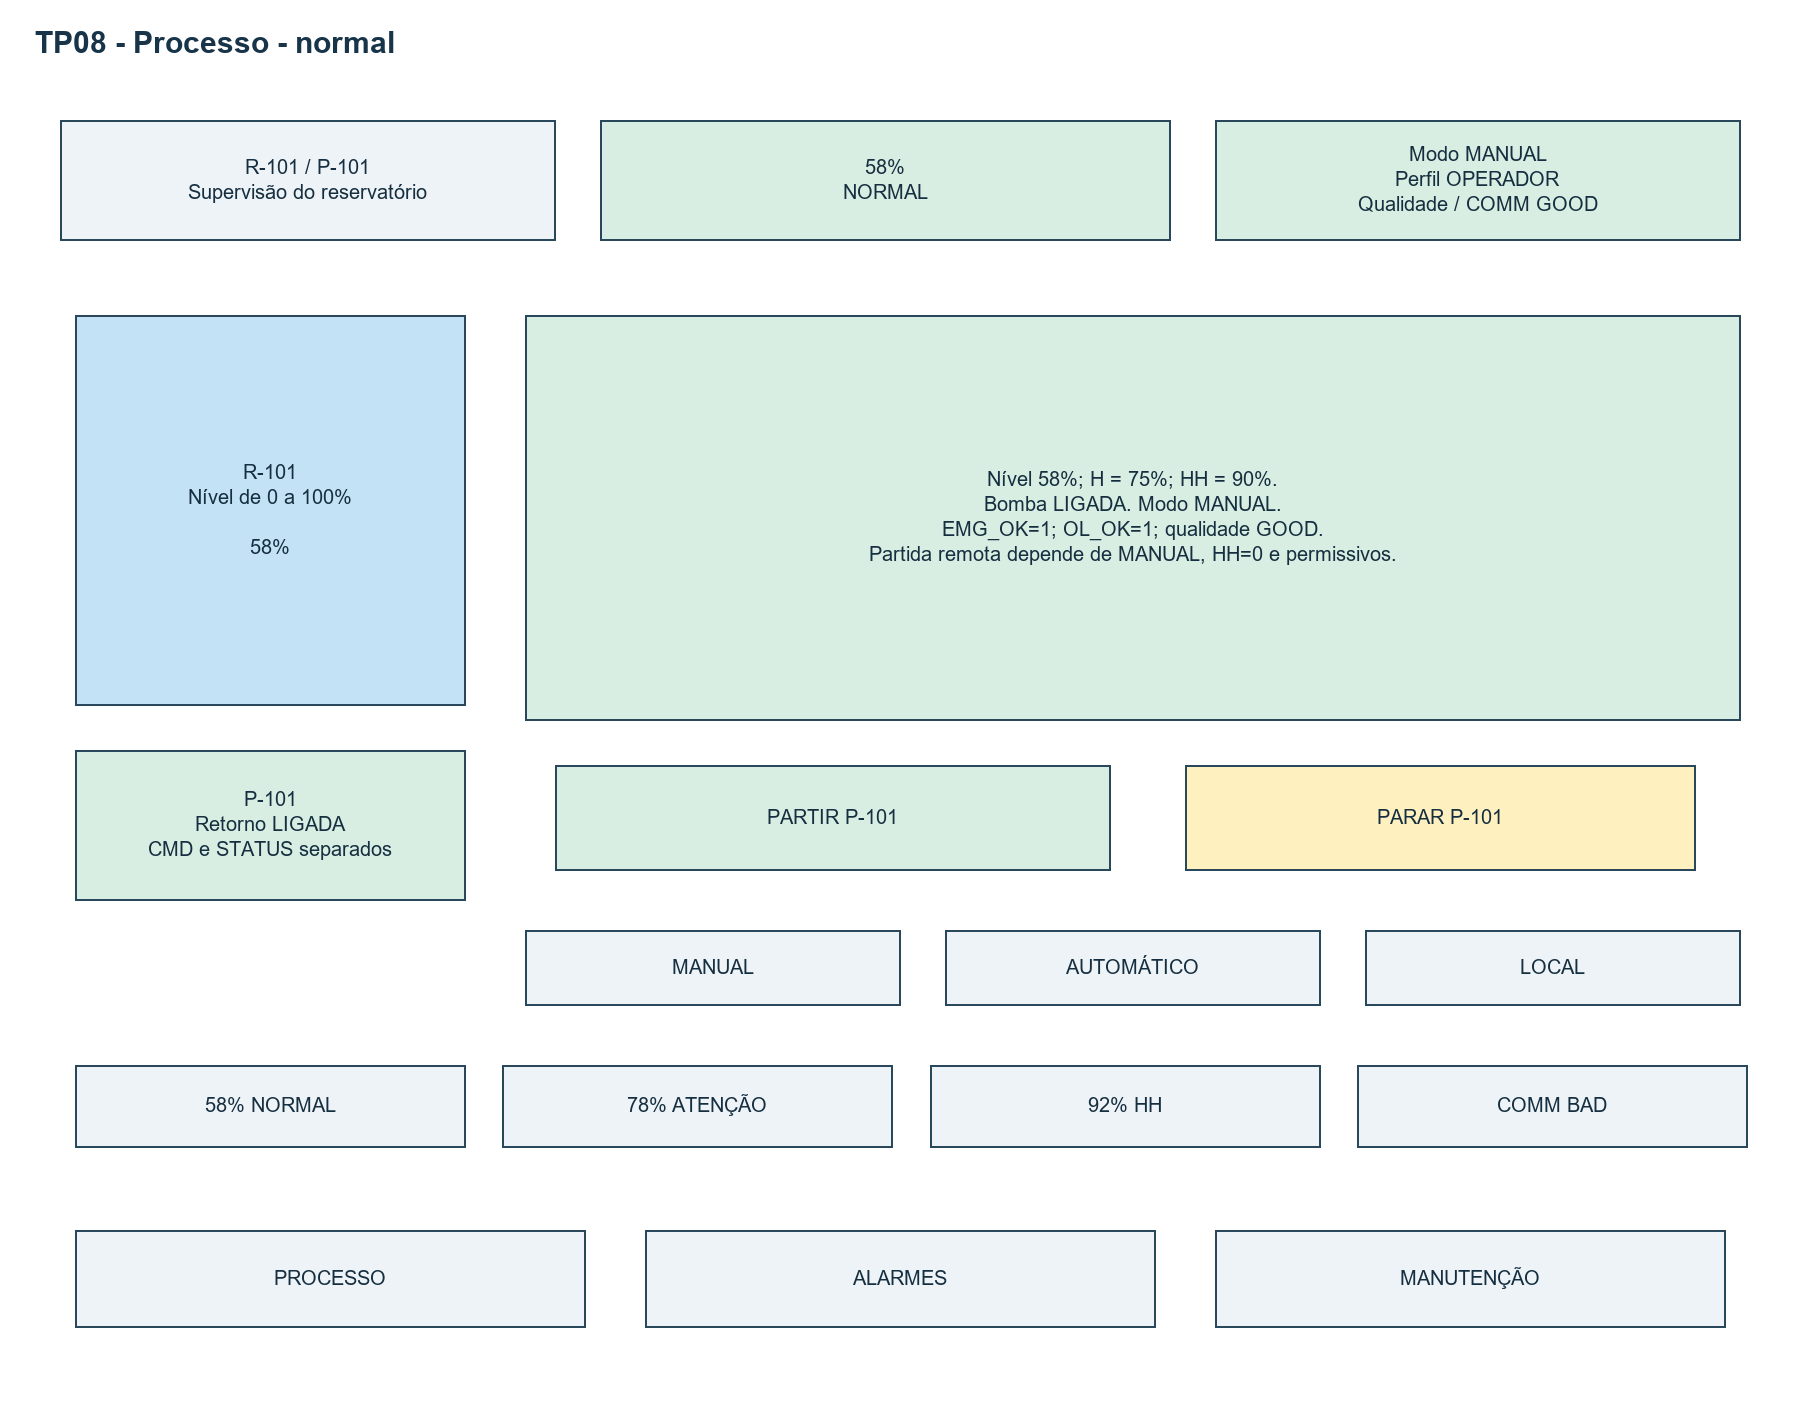 TP08 - Processo - normal
R-101 / P-101
Supervisão do reservatório
58%
NORMAL
Modo MANUAL
Perfil OPERADOR
Qualidade / COMM GOOD
R-101
Nível de 0 a 100%
58%
Nível 58%; H = 75%; HH = 90%.
Bomba LIGADA. Modo MANUAL.
EMG_OK=1; OL_OK=1; qualidade GOOD.
Partida remota depende de MANUAL, HH=0 e permissivos.
P-101
Retorno LIGADA
CMD e STATUS separados
PARTIR P-101
PARAR P-101
MANUAL
AUTOMÁTICO
LOCAL
58% NORMAL
78% ATENÇÃO
92% HH
COMM BAD
PROCESSO
ALARMES
MANUTENÇÃO